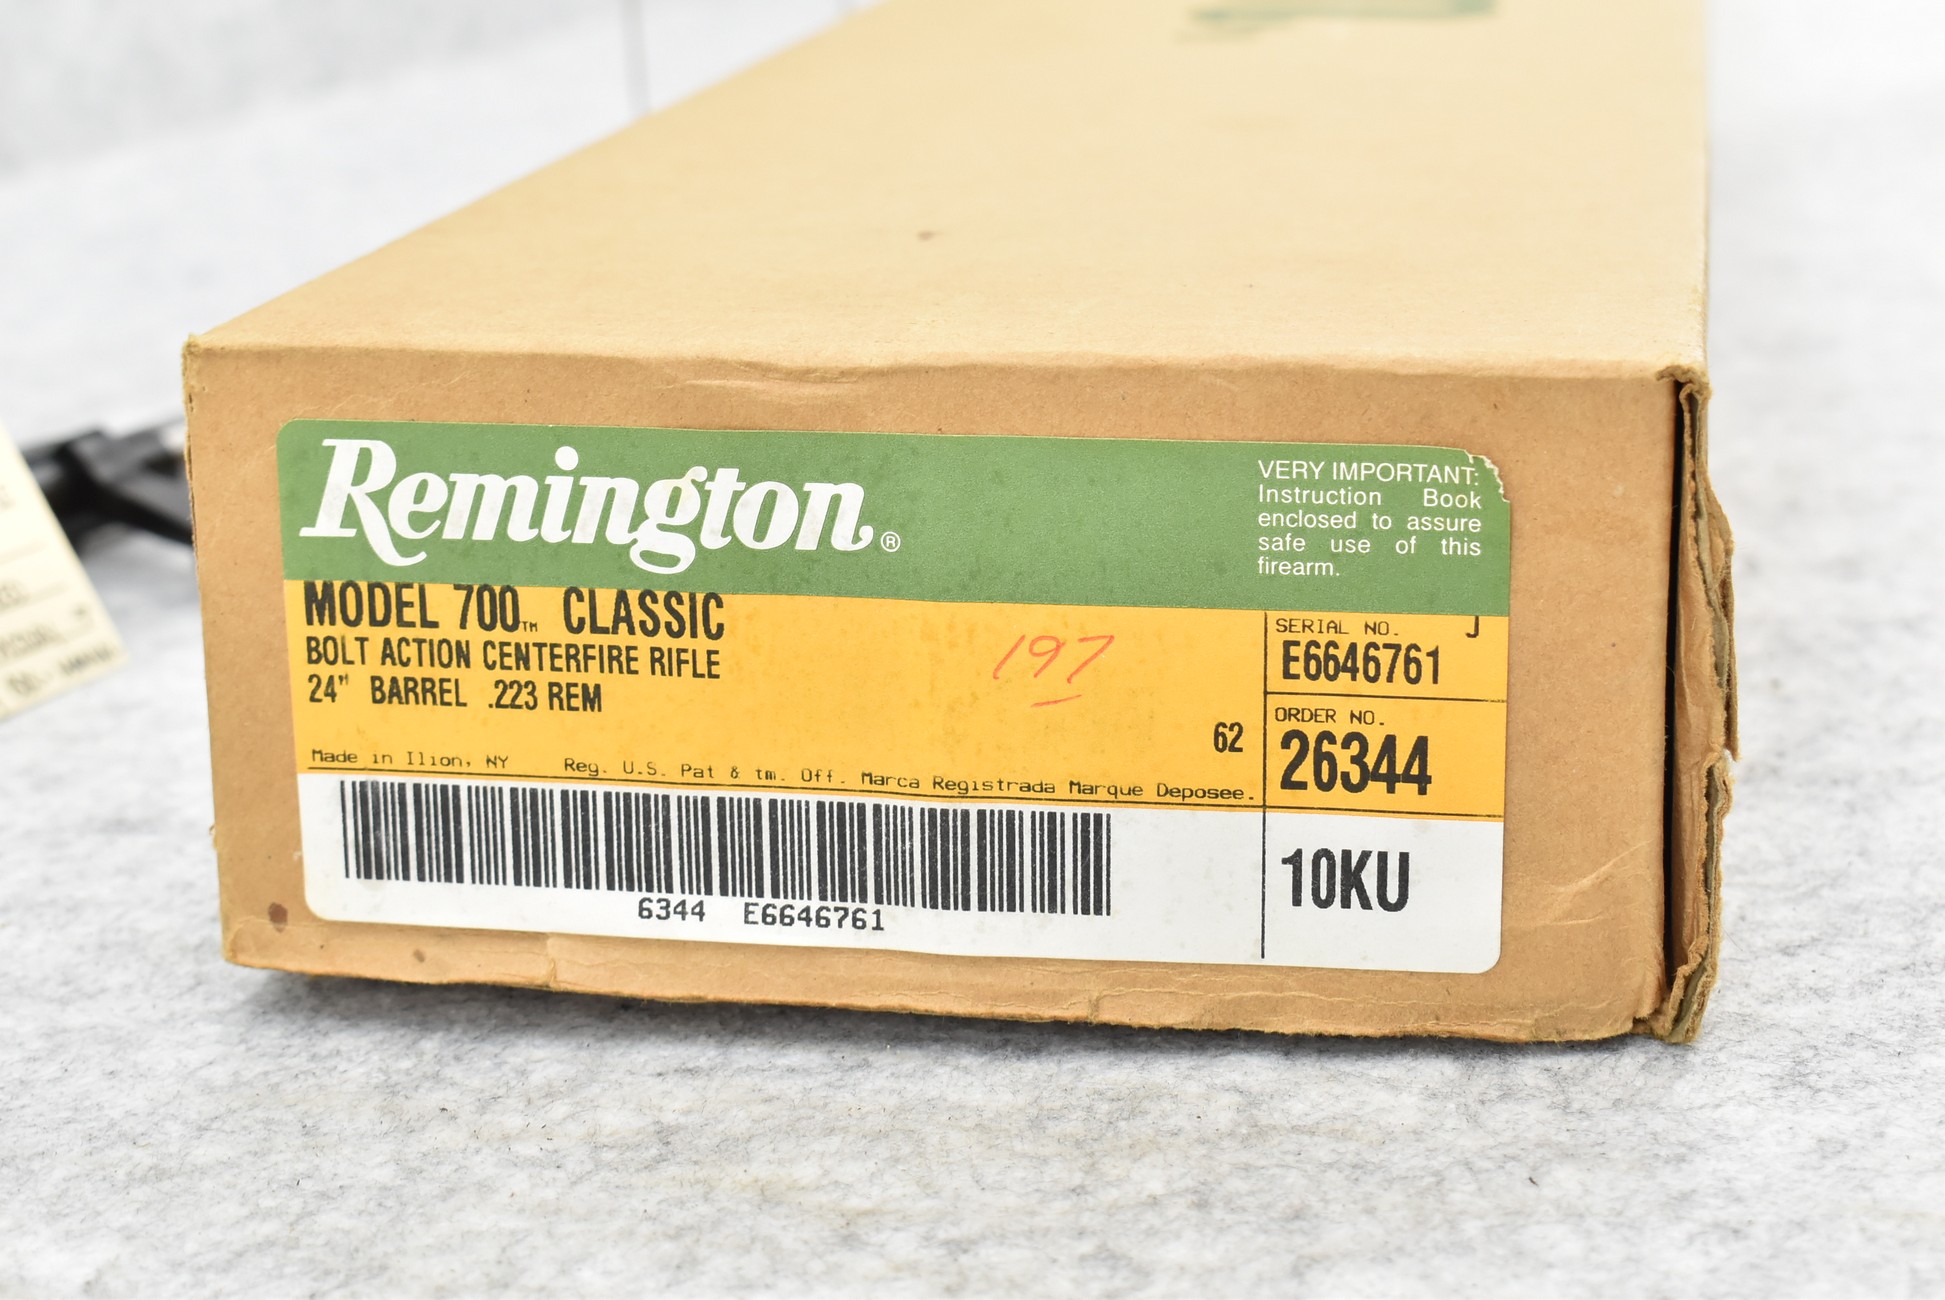 Remington®
VERY IMPORTANT:
Instruction Book
enclosed to assure
safe use of this
firearm.
MODEL 700™ CLASSIC
BOLT ACTION CENTERFIRE RIFLE
24" BARREL .223 REM
197
62
Made in Ilion, NY Reg. U.S. Pat & tm. Off. Marca Registrada Marque Deposee.
SERIAL NO. J
E6646761
ORDER NO.
26344
10KU
6344 E6646761